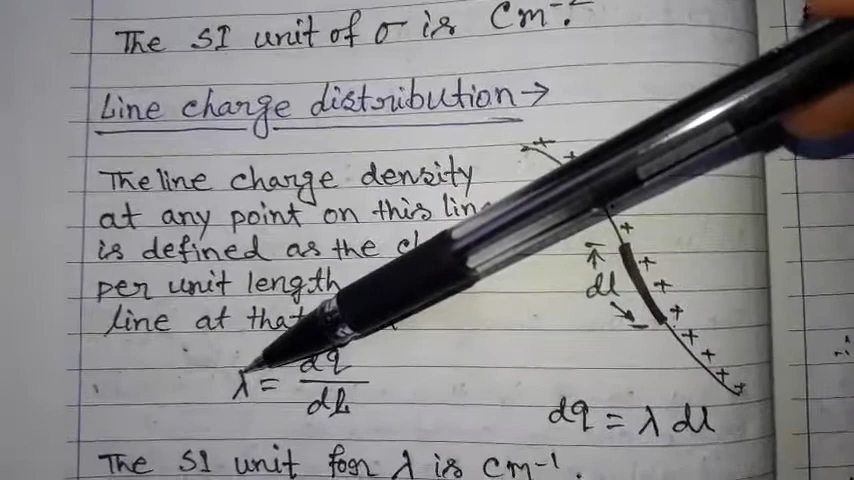 The SI unit of σ is Cm⁻².
Line charge distribution →
The line charge density
at any point on this line
is defined as the
per unit length
line at that
λ = dq/dl
dl
dq = λ dl
The SI unit foer λ is cm⁻¹.